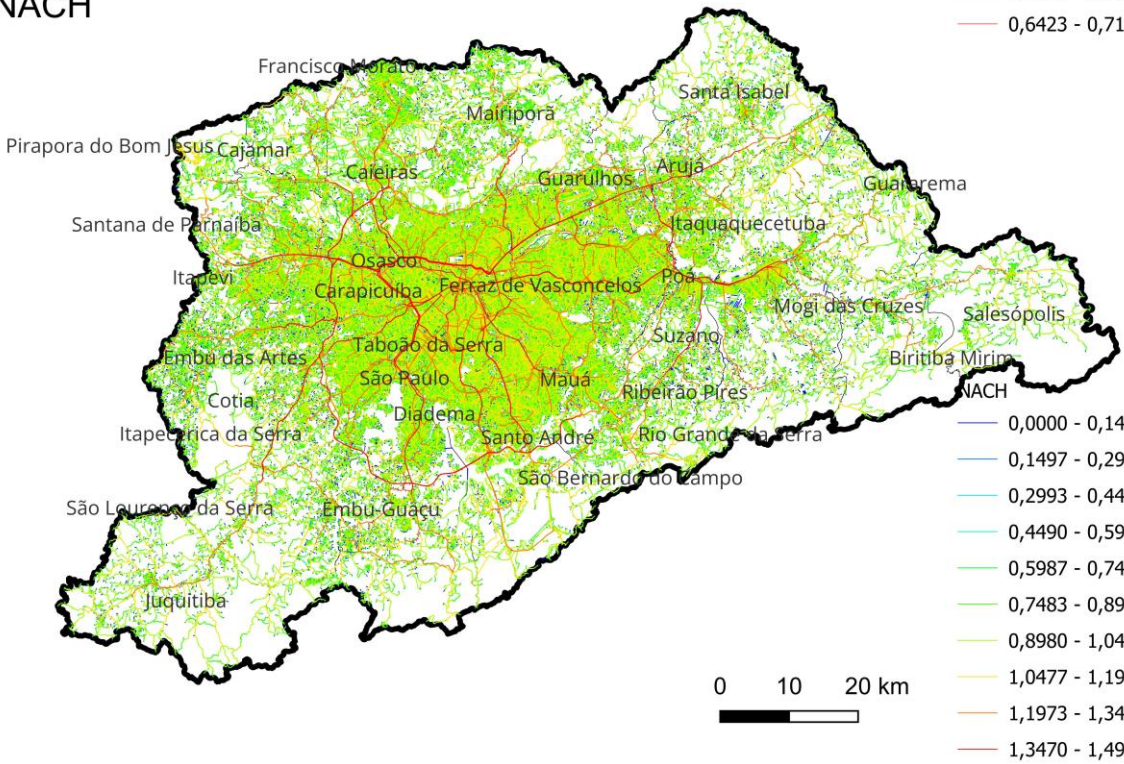 NACH
0,6423 - 0,71
Francisco Morato
Santa Isabel
Mairiporã
Pirapora do Bom Jesus
Cajamar
Caieiras
Arujá
Guarulhos
Guararema
Santana de Parnaíba
Itaquaquecetuba
Osasco
Itapevi
Poá
Carapicuíba
Ferraz de Vasconcelos
Mogi das Cruzes
Salesópolis
Suzano
Taboão da Serra
Embu das Artes
Biritiba Mirim
São Paulo
Mauá
Ribeirão Pires
Cotia
Diadema
Itapecerica da Serra
Santo André
Rio Grande da Serra
São Bernardo do Campo
São Lourenço da Serra
Embu-Guaçu
Juquitiba
NACH
0,0000 - 0,14
0,1497 - 0,29
0,2993 - 0,44
0,4490 - 0,59
0,5987 - 0,74
0,7483 - 0,89
0,8980 - 1,04
1,0477 - 1,19
1,1973 - 1,34
1,3470 - 1,49
0 10 20 km